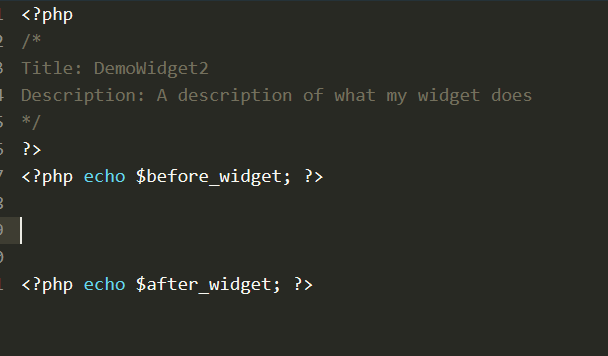 <?php
/*
Title: DemoWidget2
Description: A description of what my widget does
*/
?>
<?php echo $before_widget; ?>
<?php echo $after_widget; ?>